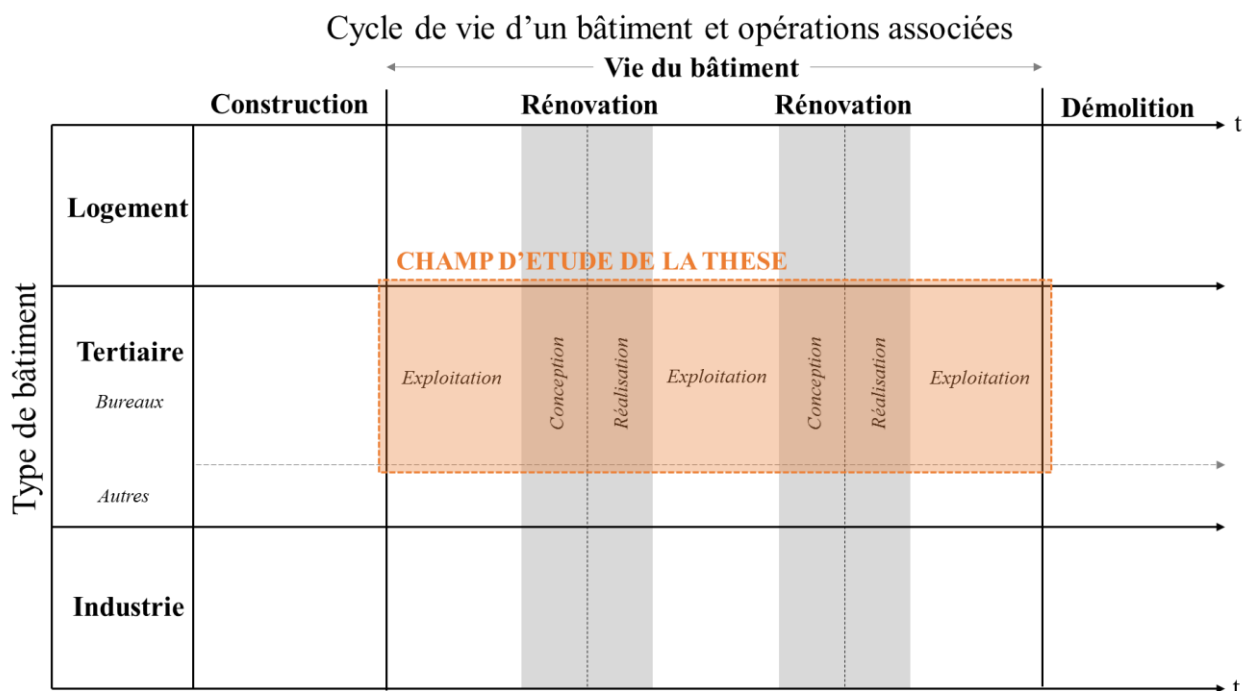 Cycle de vie d’un bâtiment et opérations associées
Vie du bâtiment
Construction
Rénovation
Rénovation
Démolition
t
Type de bâtiment
Logement
CHAMP D’ETUDE DE LA THESE
Tertiaire
Bureaux
Exploitation
Conception
Réalisation
Exploitation
Conception
Réalisation
Exploitation
Autres
Industrie
t